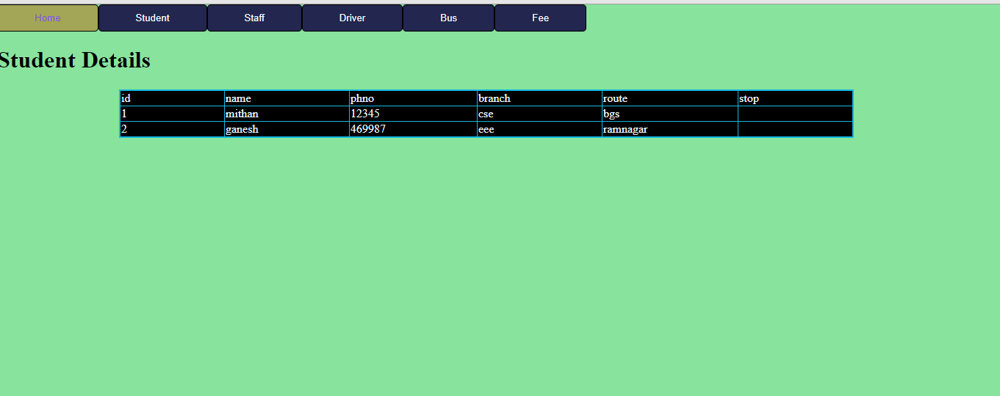 Home Student Staff Driver Bus Fee
Student Details
id name phno branch route stop
1 mithan 12345 cse bgs
2 ganesh 469987 eee ramnagar